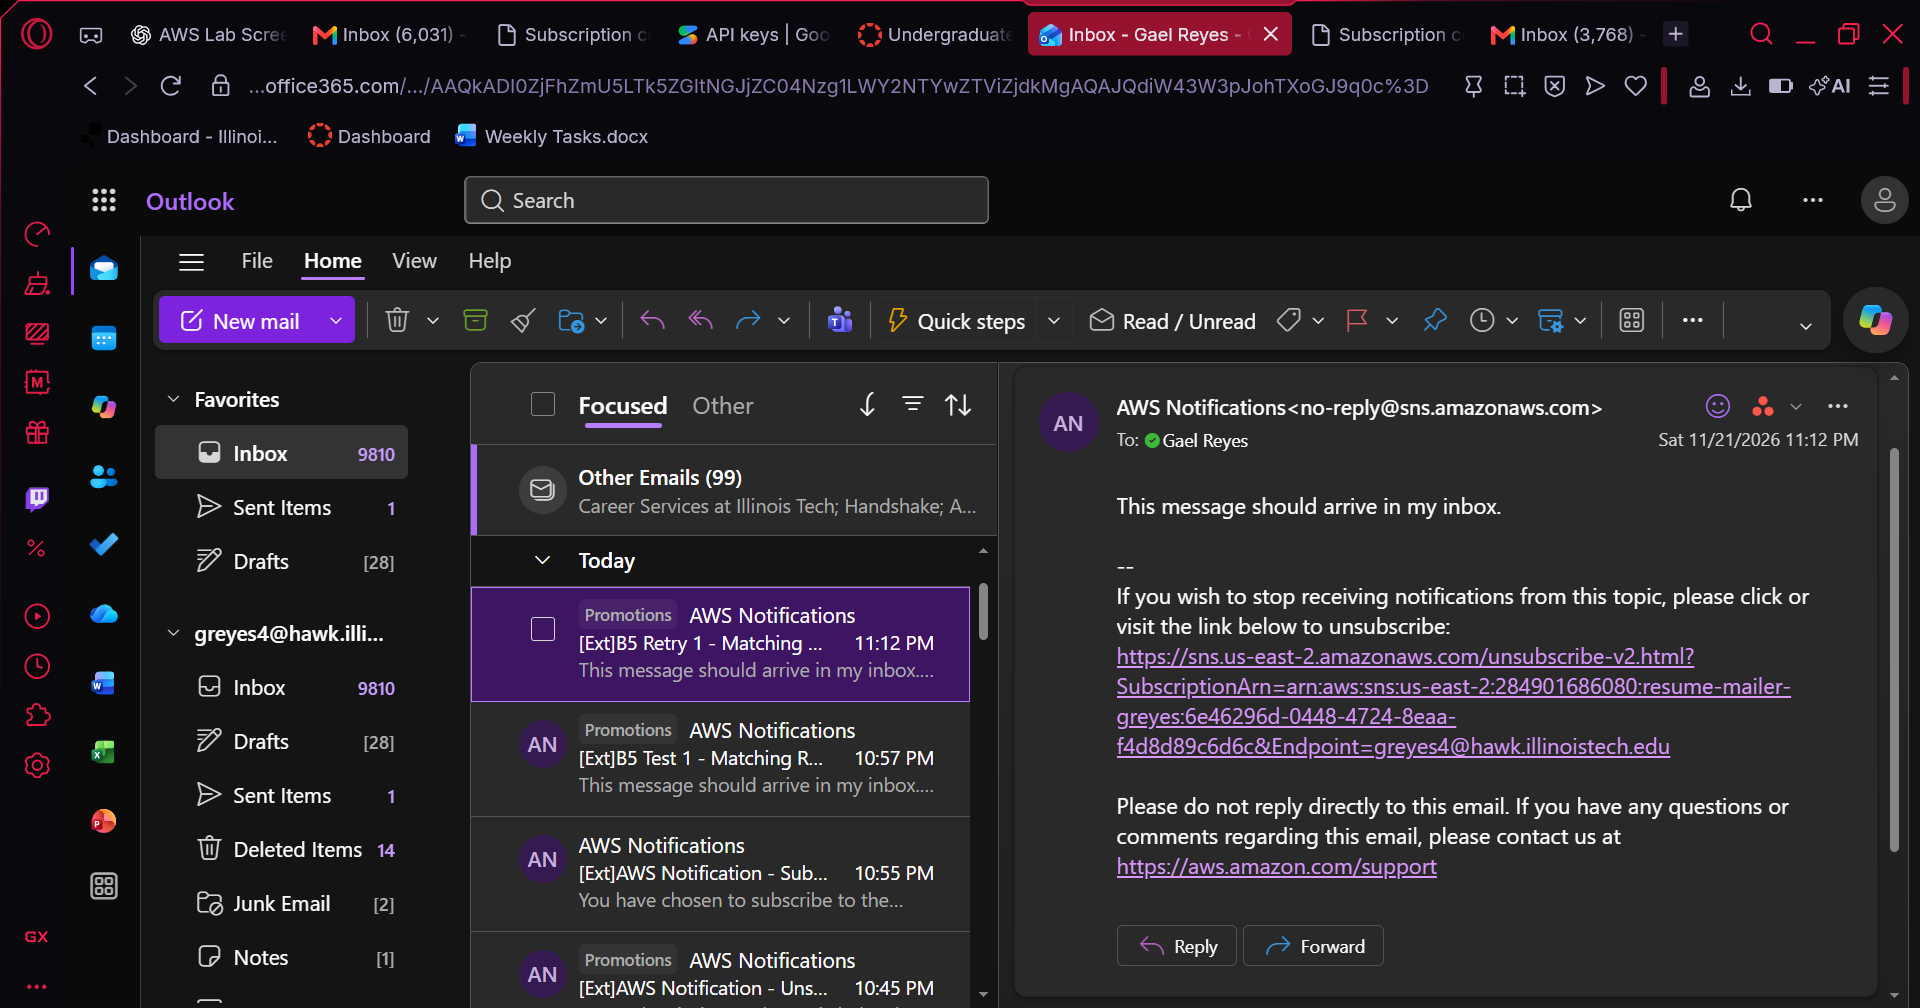 AWS Lab Scre
Inbox (6,031) -
Subscription c
API keys | Goo
Undergraduate
Inbox - Gael Reyes -
Subscription c
Inbox (3,768) -
...office365.com/.../AAQkADI0ZjFhZmU5LTk5ZGItNGJjZC04Nzg1LWY2NTYwZTViZjdkMgAQAJQdiW43W3pJohTXoGJ9q0c%3D
AI
Dashboard - Illinoi...
Dashboard
Weekly Tasks.docx
Outlook
Search
File
Home
View
Help
New mail
Quick steps
Read / Unread
Favorites
Inbox 9810
Sent Items 1
Drafts [28]
greyes4@hawk.illi...
Inbox 9810
Drafts [28]
Sent Items 1
Deleted Items 14
Junk Email [2]
Notes [1]
GX
Focused
Other
Other Emails (99)
Career Services at Illinois Tech; Handshake; A...
Today
Promotions AWS Notifications
[Ext]B5 Retry 1 - Matching ... 11:12 PM
This message should arrive in my inbox....
AN
Promotions AWS Notifications
[Ext]B5 Test 1 - Matching R... 10:57 PM
This message should arrive in my inbox....
AN
AWS Notifications
[Ext]AWS Notification - Sub... 10:55 PM
You have chosen to subscribe to the...
AN
Promotions AWS Notifications
[Ext]AWS Notification - Uns... 10:45 PM
AN
AWS Notifications<no-reply@sns.amazonaws.com>
To: Gael Reyes
Sat 11/21/2026 11:12 PM
This message should arrive in my inbox.
--
If you wish to stop receiving notifications from this topic, please click or
visit the link below to unsubscribe:
https://sns.us-east-2.amazonaws.com/unsubscribe-v2.html?
SubscriptionArn=arn:aws:sns:us-east-2:284901686080:resume-mailer-
greyes:6e46296d-0448-4724-8eaa-
f4d8d89c6d6c&Endpoint=greyes4@hawk.illinoistech.edu
Please do not reply directly to this email. If you have any questions or
comments regarding this email, please contact us at
https://aws.amazon.com/support
Reply
Forward